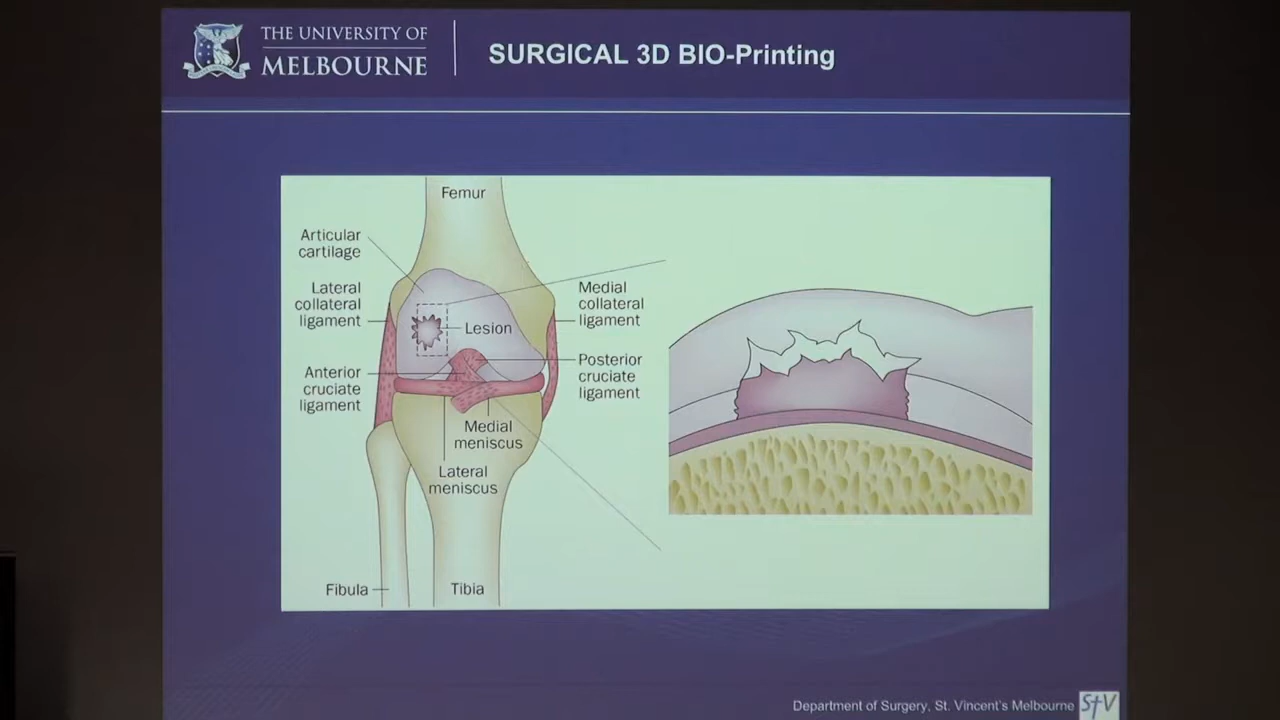 THE UNIVERSITY OF
MELBOURNE
SURGICAL 3D BIO-Printing
Femur
Articular
cartilage
Lateral
collateral
ligament
Medial
collateral
ligament
Lesion
Anterior
cruciate
ligament
Posterior
cruciate
ligament
Medial
meniscus
Lateral
meniscus
Fibula
Tibia
Department of Surgery, St. Vincent's Melbourne
StV